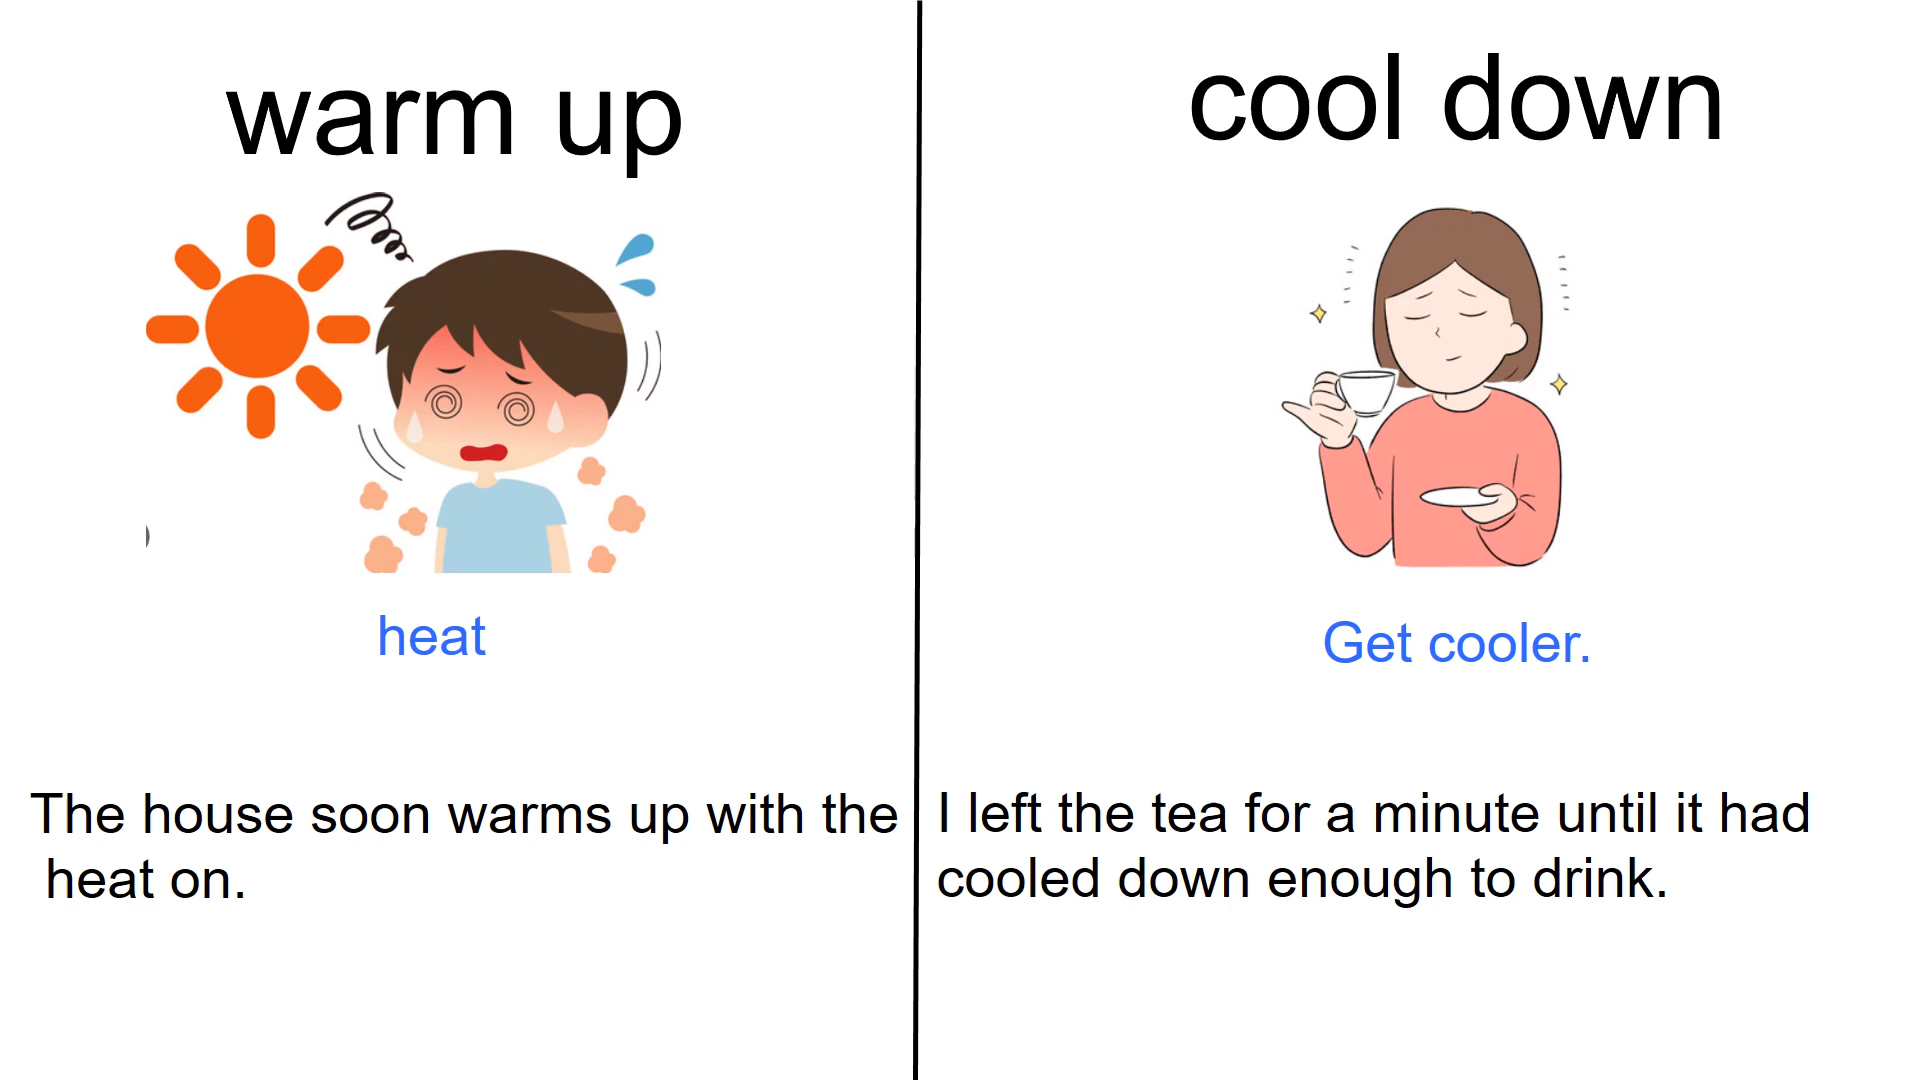 warm up
heat
The house soon warms up with the
heat on.
cool down
Get cooler.
I left the tea for a minute until it had
cooled down enough to drink.